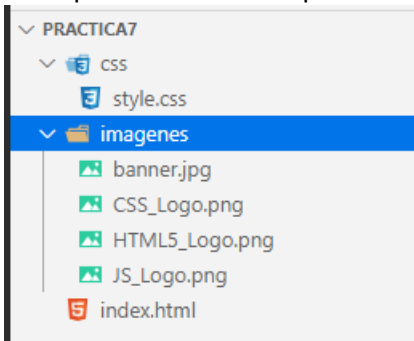 PRACTICA7
css
style.css
imagenes
banner.jpg
CSS_Logo.png
HTML5_Logo.png
JS_Logo.png
index.html